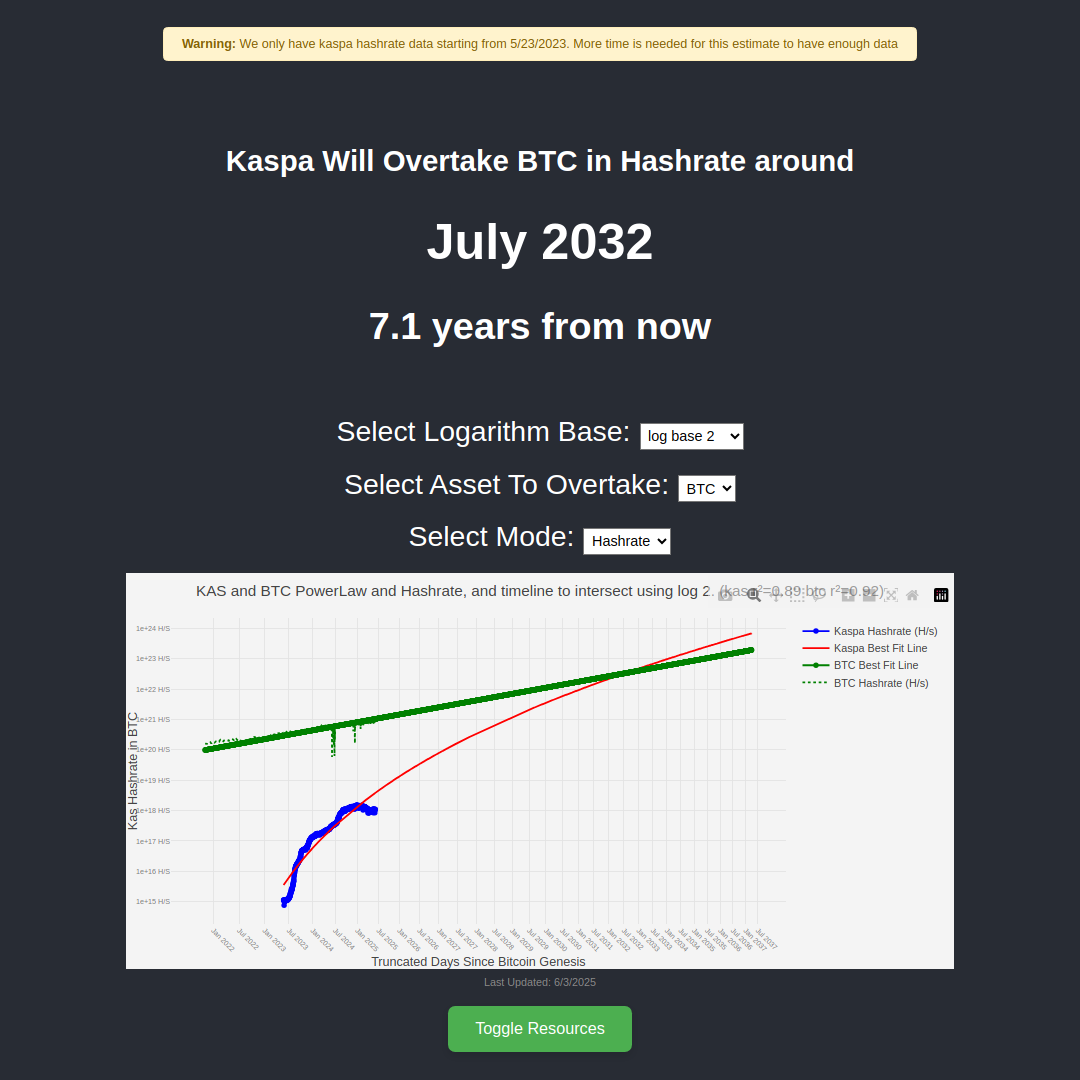 Warning: We only have kaspa hashrate data starting from 5/23/2023. More time is needed for this estimate to have enough data
Kaspa Will Overtake BTC in Hashrate around
July 2032
7.1 years from now
Select Logarithm Base: log base 2
Select Asset To Overtake: BTC
Select Mode: Hashrate
KAS and BTC PowerLaw and Hashrate, and timeline to intersect using log 2. (kas r²=0.89 btc r²=0.92)
Kaspa Hashrate (H/s)
Kaspa Best Fit Line
BTC Best Fit Line
BTC Hashrate (H/s)
Kas Hashrate in BTC
1e+24 H/S
1e+23 H/S
1e+22 H/S
1e+21 H/S
1e+20 H/S
1e+19 H/S
1e+18 H/S
1e+17 H/S
1e+16 H/S
1e+15 H/S
Jan 2022
Jul 2022
Jan 2023
Jul 2023
Jan 2024
Jul 2024
Jan 2025
Jul 2025
Jan 2026
Jul 2026
Jan 2027
Jul 2027
Jan 2028
Jul 2028
Jan 2029
Jul 2029
Jan 2030
Jul 2030
Jan 2031
Jul 2031
Jan 2032
Jul 2032
Jan 2033
Jul 2033
Jan 2034
Jul 2034
Jan 2035
Jul 2035
Jan 2036
Jul 2036
Jan 2037
Jul 2037
Truncated Days Since Bitcoin Genesis
Last Updated: 6/3/2025
Toggle Resources